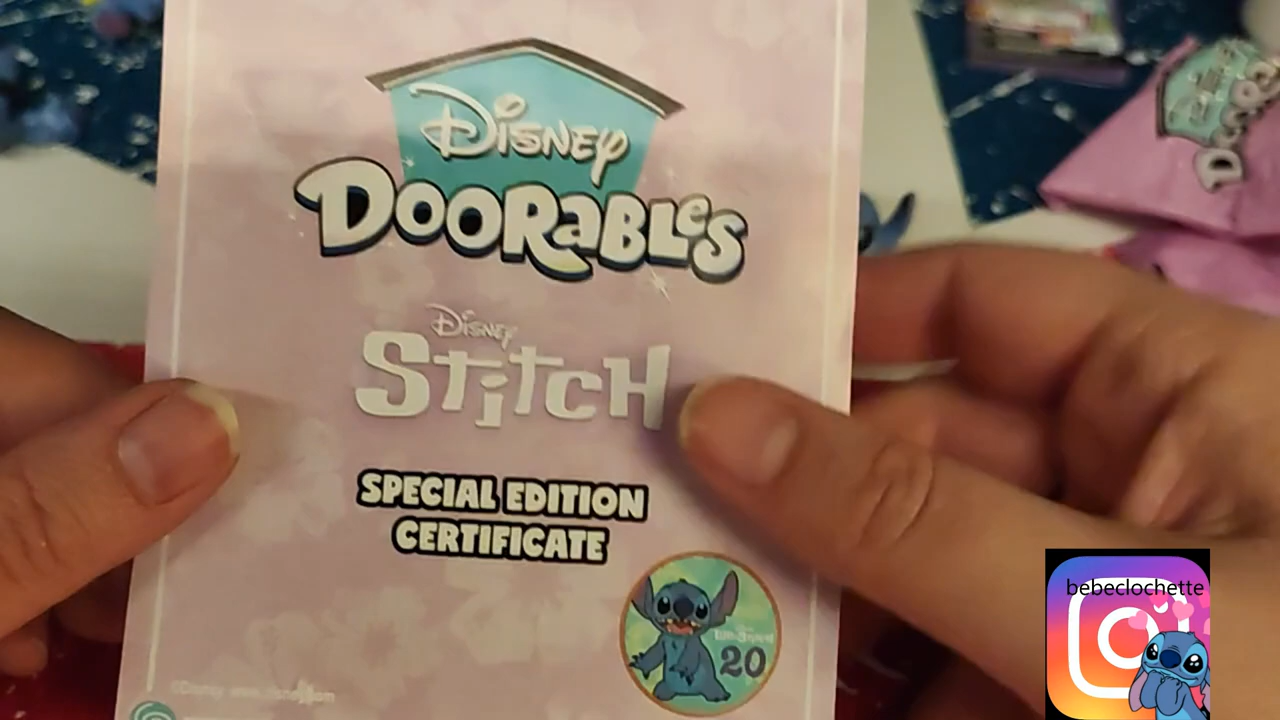 Disney
DOORABLES
Disney
STITCH
SPECIAL EDITION
CERTIFICATE
20
bebeclochette